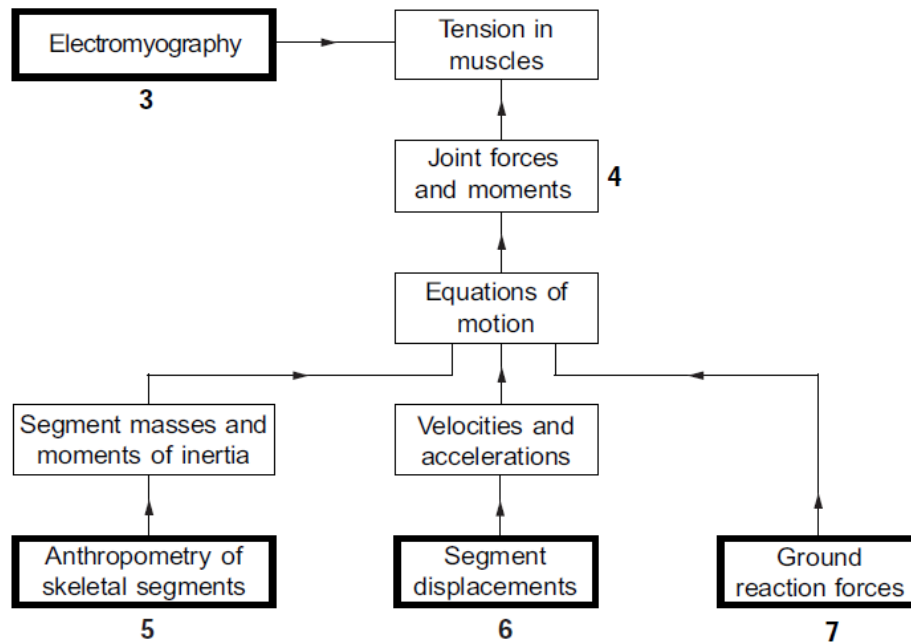 Electromyography
Tension in
muscles
3
Joint forces
and moments
4
Equations of
motion
Segment masses and
moments of inertia
Velocities and
accelerations
Anthropometry of
skeletal segments
Segment
displacements
Ground
reaction forces
5
6
7